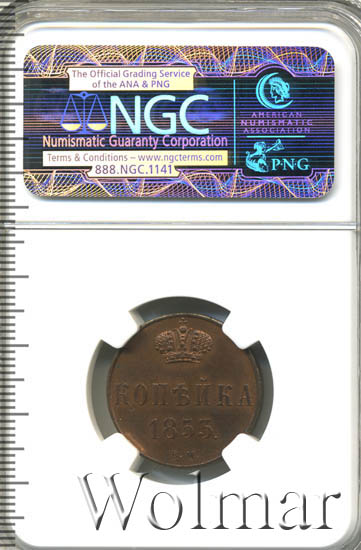 The Official Grading Service
of the ANA & PNG
NGC
Numismatic Guaranty Corporation
Terms & Conditions – www.ngcterms.com
888.NGC.1141
AMERICAN
NUMISMATIC
ASSOCIATION
PNG
КОПѢЙКА
1855.
Wolmar